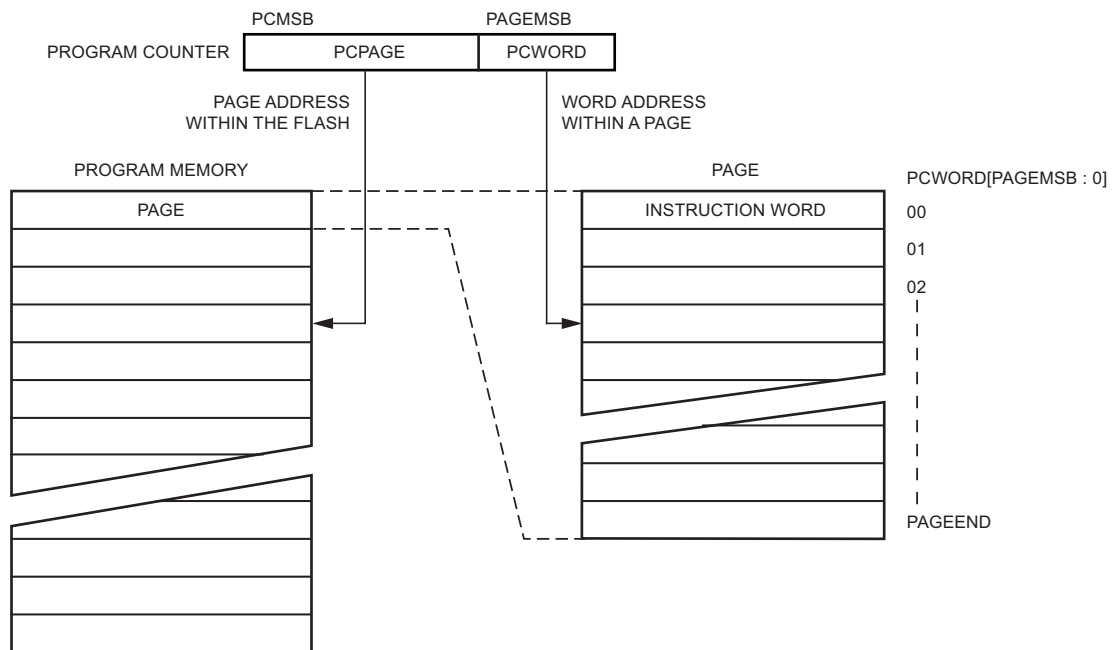 PCMSB PAGEMSB
PROGRAM COUNTER PCPAGE PCWORD
PAGE ADDRESS
WITHIN THE FLASH
WORD ADDRESS
WITHIN A PAGE
PROGRAM MEMORY
PAGE
PAGE
INSTRUCTION WORD
PCWORD[PAGEMSB : 0]
00
01
02
PAGEEND